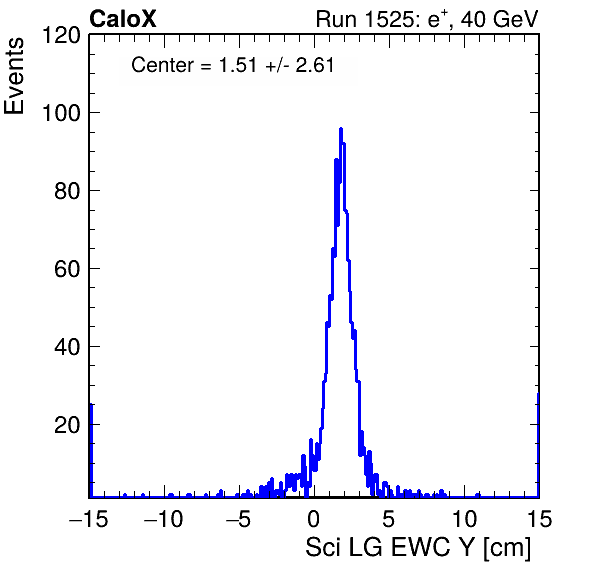 CaloX Run 1525: e⁺, 40 GeV
Center = 1.51 +/- 2.61
Events
120
100
80
60
40
20
−15 −10 −5 0 5 10 15
Sci LG EWC Y [cm]